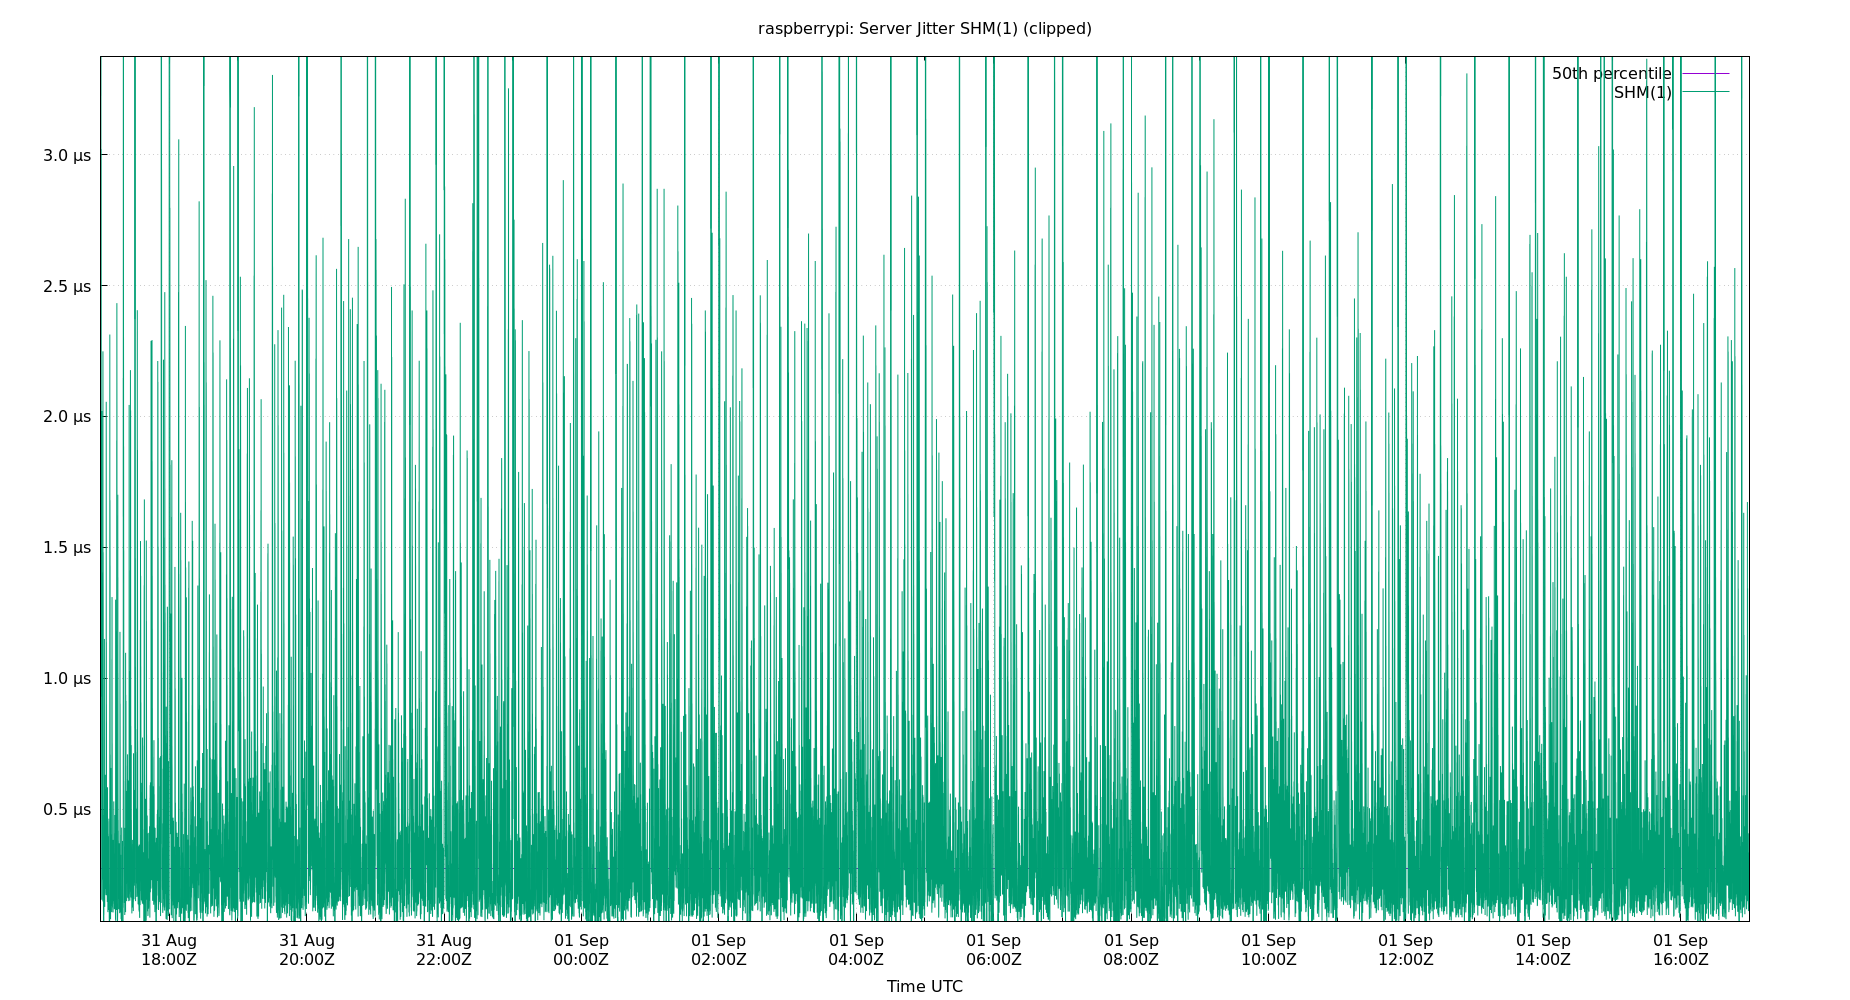 raspberrypi: Server Jitter SHM(1) (clipped)
50th percentile
SHM(1)
3.0 µs
2.5 µs
2.0 µs
1.5 µs
1.0 µs
0.5 µs
31 Aug 31 Aug 31 Aug 01 Sep 01 Sep 01 Sep 01 Sep 01 Sep 01 Sep 01 Sep 01 Sep 01 Sep
18:00Z 20:00Z 22:00Z 00:00Z 02:00Z 04:00Z 06:00Z 08:00Z 10:00Z 12:00Z 14:00Z 16:00Z
Time UTC